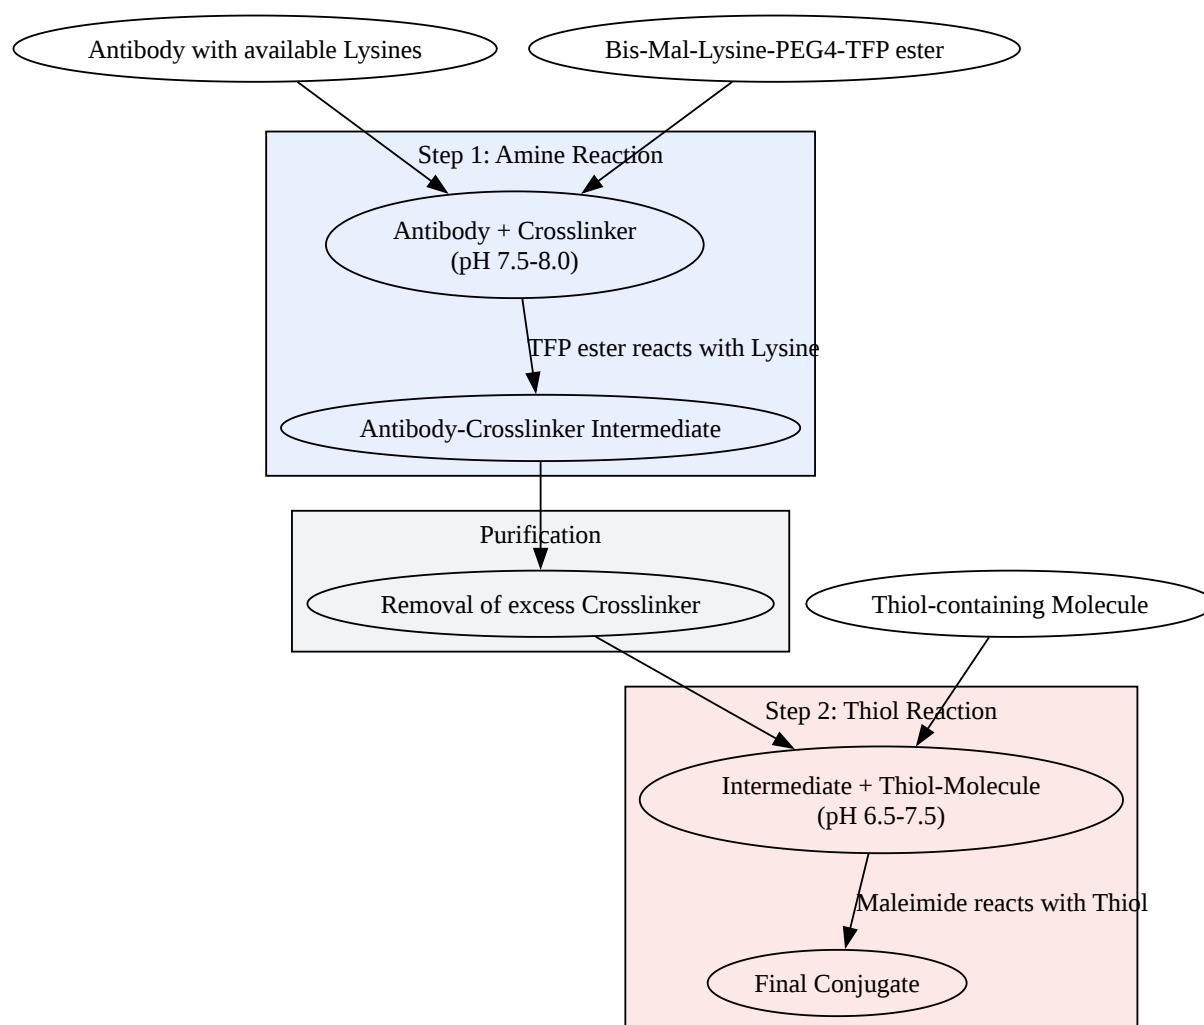 Antibody with available Lysines
Bis-Mal-Lysine-PEG4-TFP ester
Step 1: Amine Reaction
Antibody + Crosslinker
(pH 7.5-8.0)
TFP ester reacts with Lysine
Antibody-Crosslinker Intermediate
Purification
Removal of excess Crosslinker
Thiol-containing Molecule
Step 2: Thiol Reaction
Intermediate + Thiol-Molecule
(pH 6.5-7.5)
Maleimide reacts with Thiol
Final Conjugate